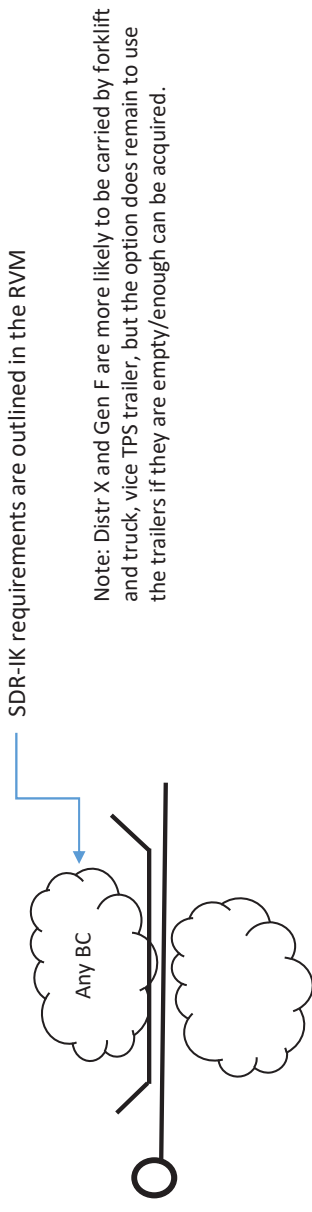 SDR-IK requirements are outlined in the RVM
Note: Distr X and Gen F are more likely to be carried by forklift
and truck, vice TPS trailer, but the option does remain to use
the trailers if they are empty/enough can be acquired.
Any BC